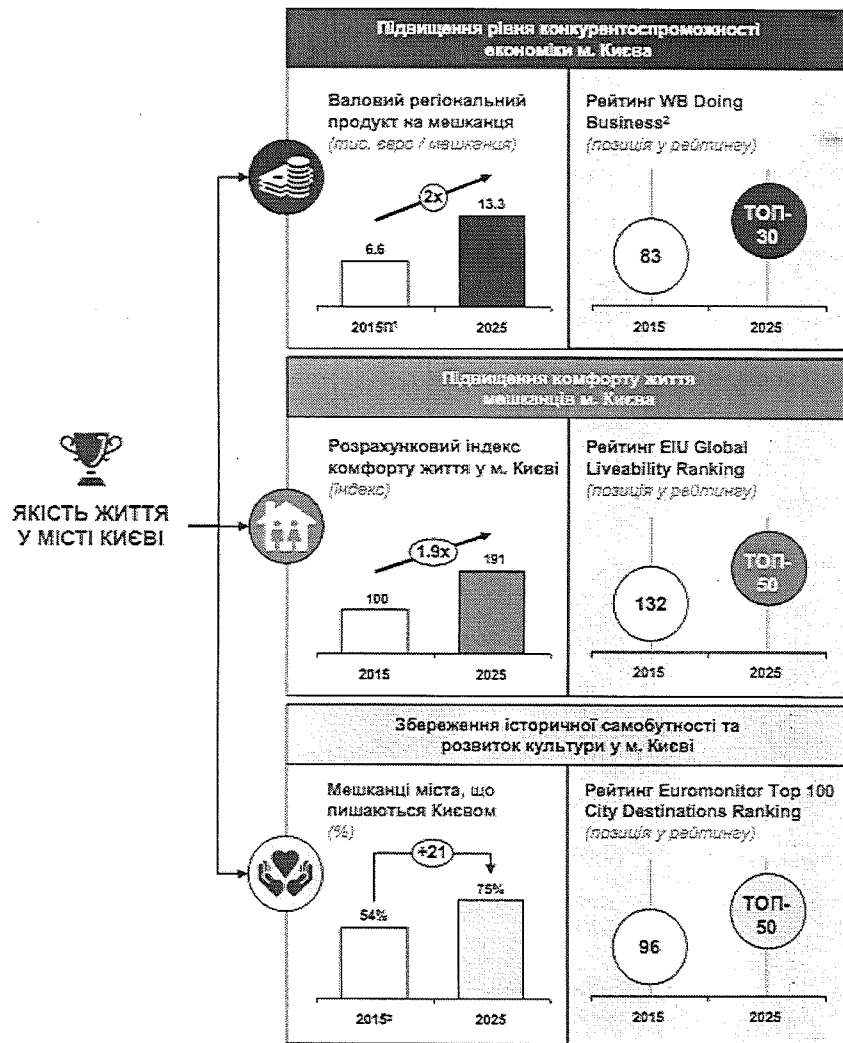 Підвищення рівня конкурентоспроможності
економіки м. Києва
Валовий регіональний
продукт на мешканця
(тис. євро / мешканця)
2x
6.6
13.3
2015П¹
2025
Рейтинг WB Doing
Business²
(позиція у рейтингу)
83
ТОП-
30
2015
2025
Підвищення комфорту життя
мешканців м. Києва
ЯКІСТЬ ЖИТТЯ
У МІСТІ КИЄВІ
Розрахунковий індекс
комфорту життя у м. Києві
(індекс)
1.9x
100
191
2015
2025
Рейтинг EIU Global
Liveability Ranking
(позиція у рейтингу)
132
ТОП-
50
2015
2025
Збереження історичної самобутності та
розвиток культури у м. Києві
Мешканці міста, що
пишаються Києвом
(%)
+21
54%
75%
2015²
2025
Рейтинг Euromonitor Top 100
City Destinations Ranking
(позиція у рейтингу)
96
ТОП-
50
2015
2025